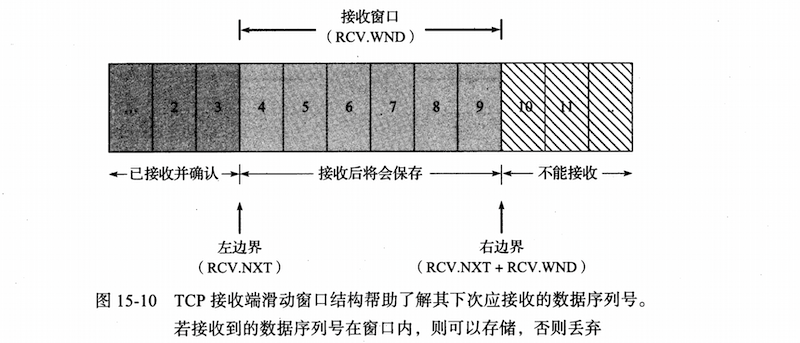 接收窗口
(RCV.WND)
... 2 3 4 5 6 7 8 9 10 11 ..
已接收并确认 接收后将会保存 不能接收
左边界 右边界
(RCV.NXT) (RCV.NXT + RCV.WND)
图 15-10 TCP 接收端滑动窗口结构帮助了解其下次应接收的数据序列号。
若接收到的数据序列号在窗口内，则可以存储，否则丢弃